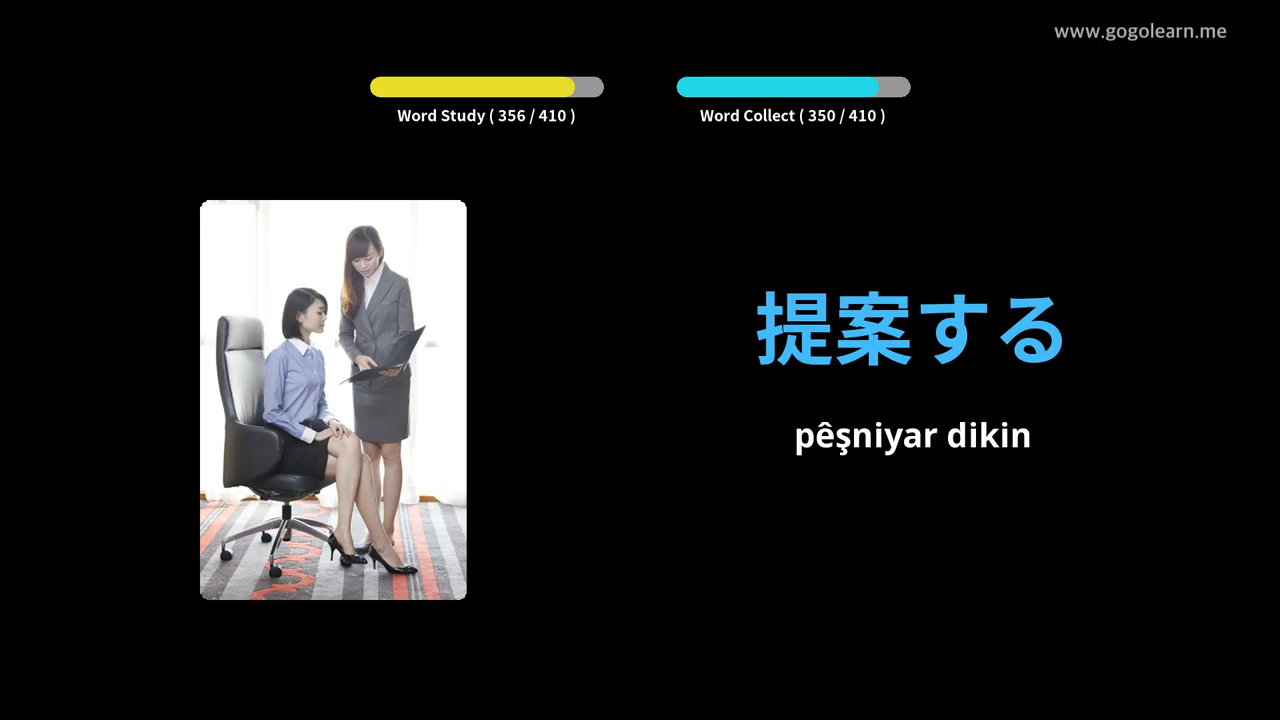 www.gogolearn.me
Word Study ( 356 / 410 )
Word Collect ( 350 / 410 )
提案する
pêşniyar dikin